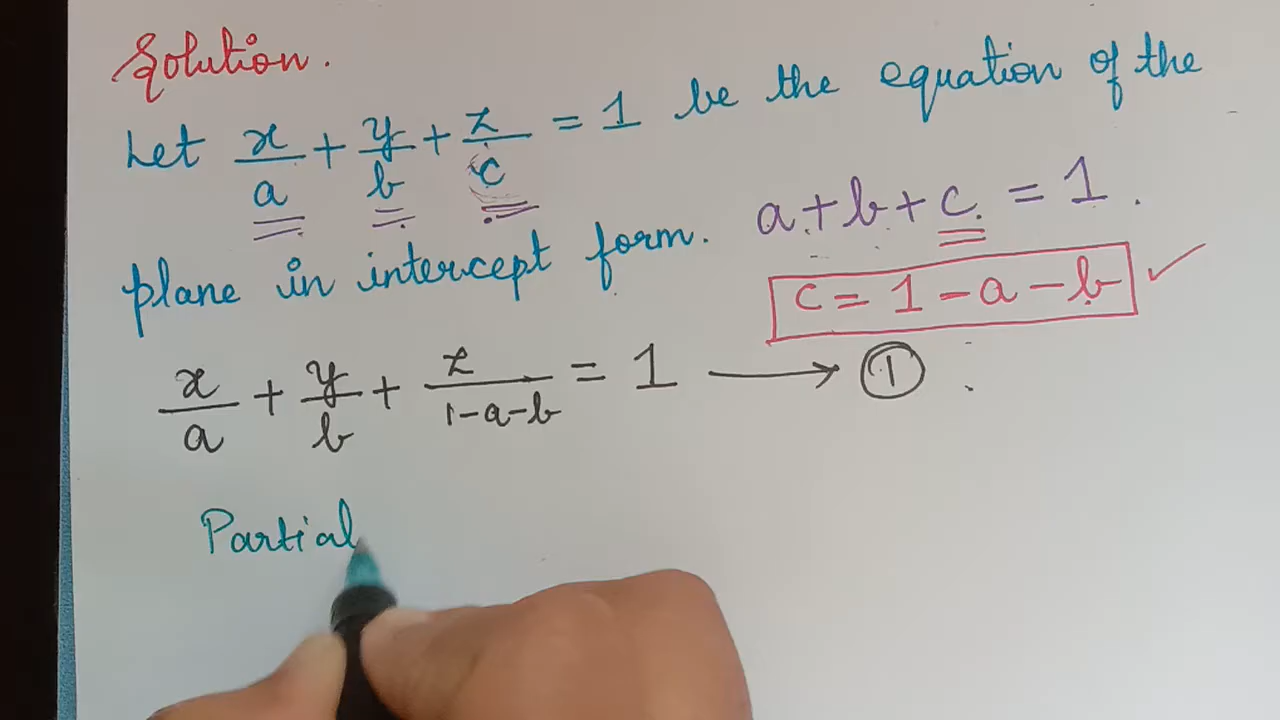 Solution.
Let x/a + y/b + z/c = 1 be the equation of the
plane in intercept form. a + b + c = 1.
c = 1 - a - b ✓
x/a + y/b + z/(1-a-b) = 1 ⟶ ①
Partial